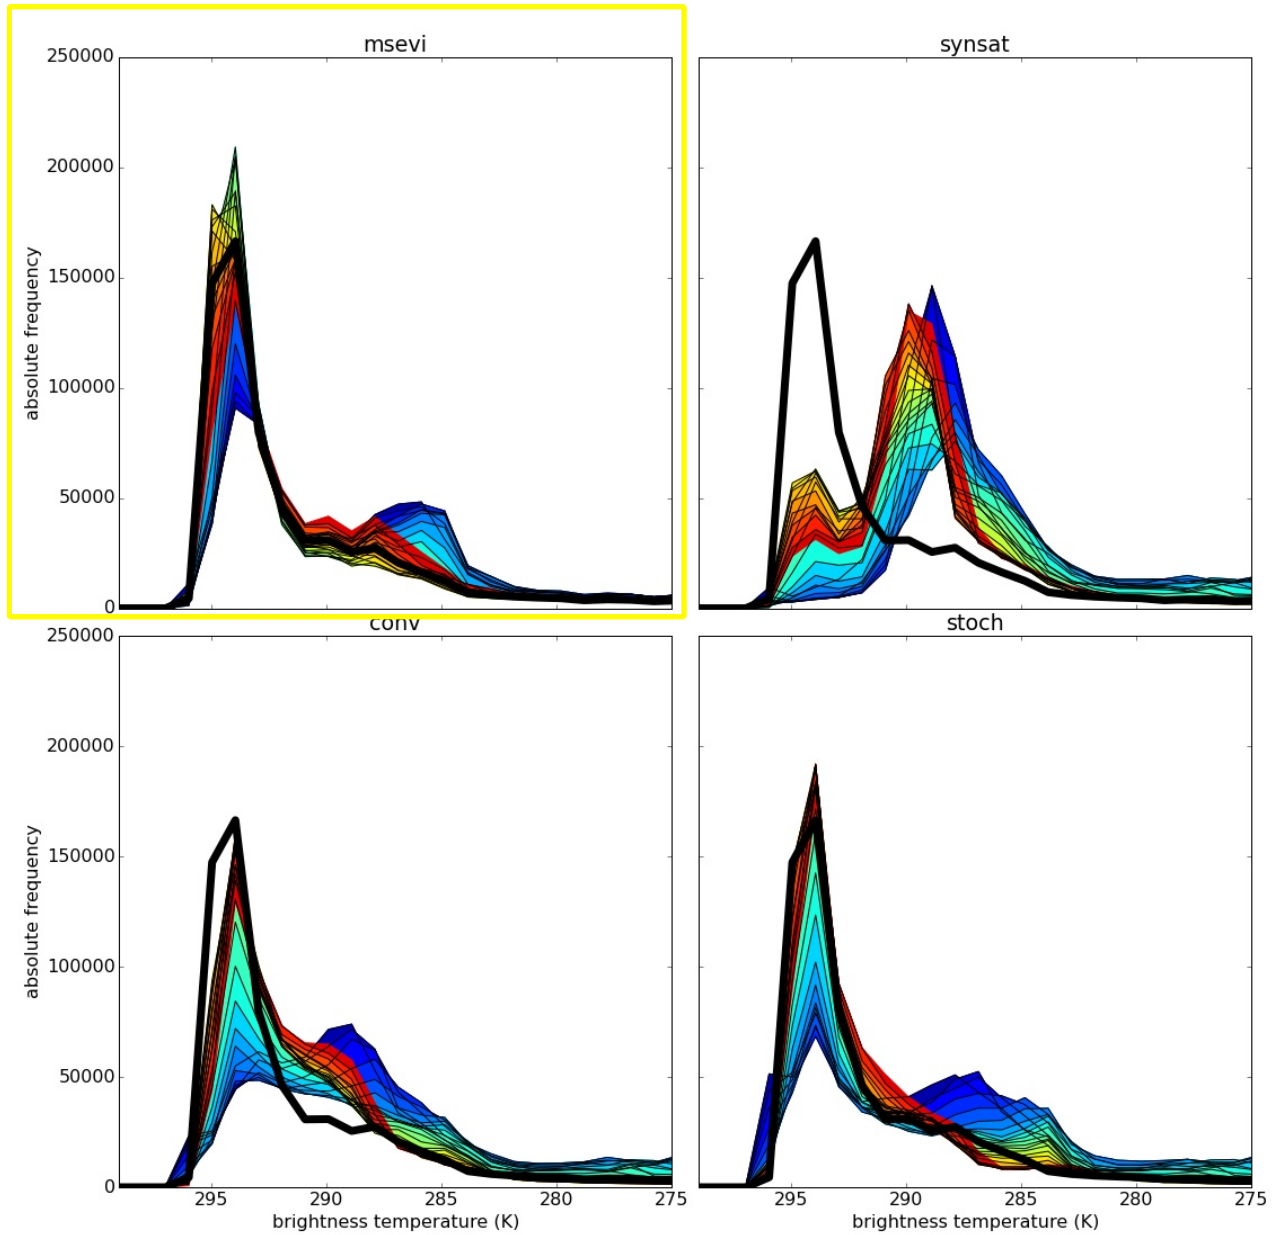 msevi
synsat
250000
200000
150000
100000
50000
0
absolute frequency
conv
stoch
250000
200000
150000
100000
50000
0
absolute frequency
295 290 285 280 275
295 290 285 280 275
brightness temperature (K)
brightness temperature (K)